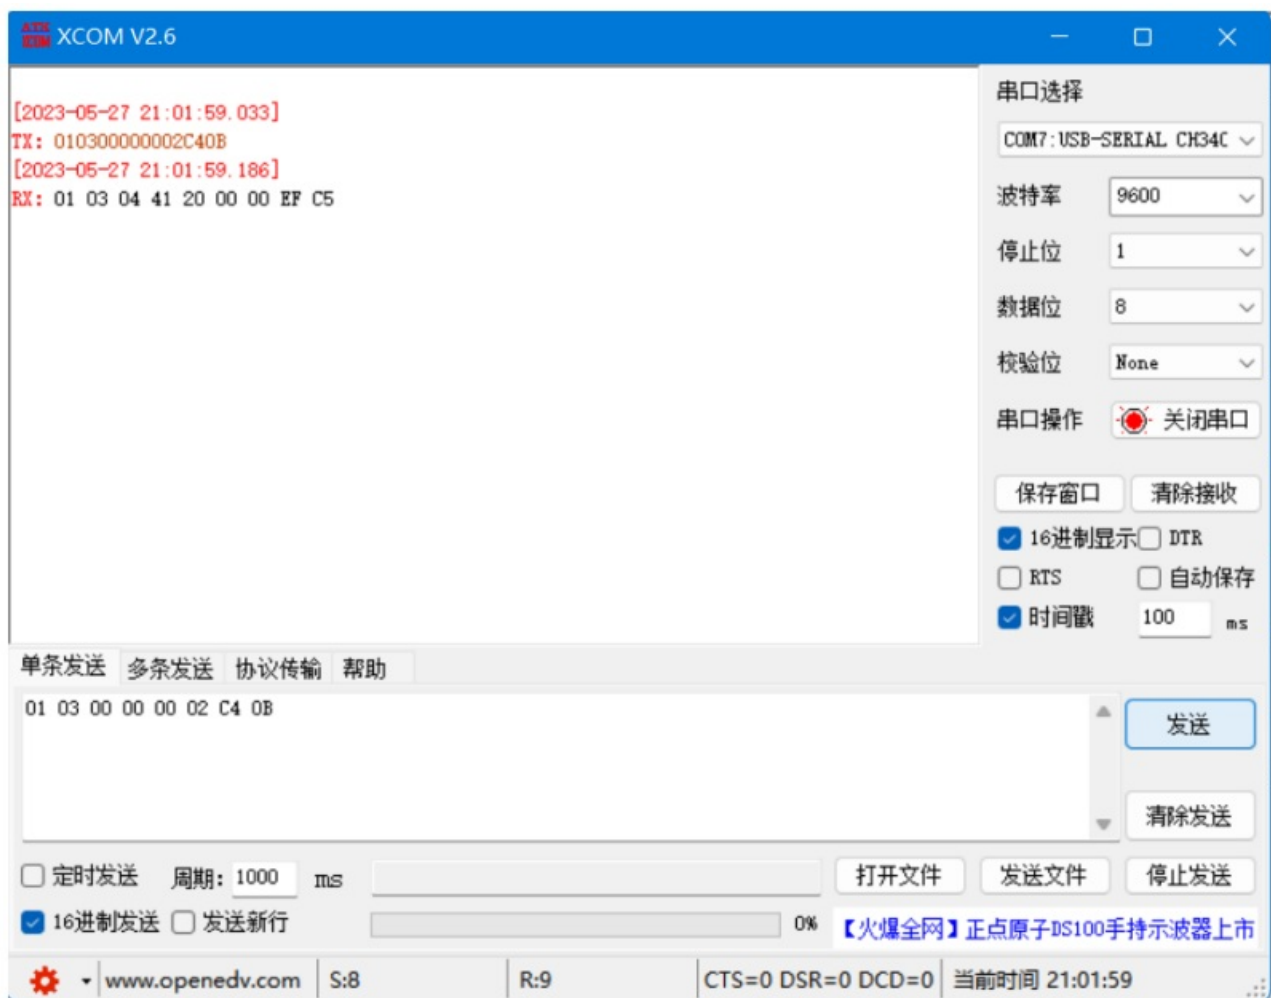 ATK
XCOM
XCOM V2.6
[2023-05-27 21:01:59.033]
TX: 010300000002C40B
[2023-05-27 21:01:59.186]
RX: 01 03 04 41 20 00 00 EF C5
串口选择
COM7:USB-SERIAL CH340
波特率 9600
停止位 1
数据位 8
校验位 None
串口操作 关闭串口
保存窗口 清除接收
16进制显示 DTR
RTS 自动保存
时间戳 100 ms
单条发送 多条发送 协议传输 帮助
01 03 00 00 00 02 C4 0B
发送
清除发送
定时发送 周期: 1000 ms 打开文件 发送文件 停止发送
16进制发送 发送新行 0% 【火爆全网】正点原子DS100手持示波器上市
www.openedv.com S:8 R:9 CTS=0 DSR=0 DCD=0 当前时间 21:01:59